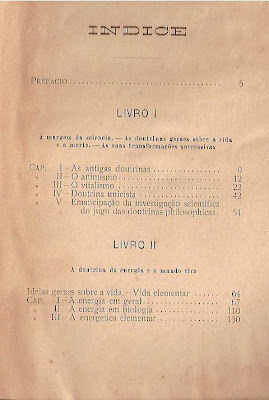 INDICE
PREFACIO ........ 5
LIVRO I
Á margem da sciencia. — As doutrinas geraes sobre a vida
e a morte. — As suas transformações successivas
CAP. I — As antigas doutrinas ........ 9
» II — O animismo ........ 12
» III — O vitalismo ........ 22
» IV — Doutrina unicista ........ 42
» V — Emancipação da investigação scientifica
do jugo das doutrinas philosophicas. 51
LIVRO II
A doutrina da energia e o mundo vivo
Ideias geraes sobre a vida. — Vida elementar ...... 64
CAP. I — A energia em geral ........ 67
» II — A energia em biologia ........ 110
» III — A energetica elementar ........ 130